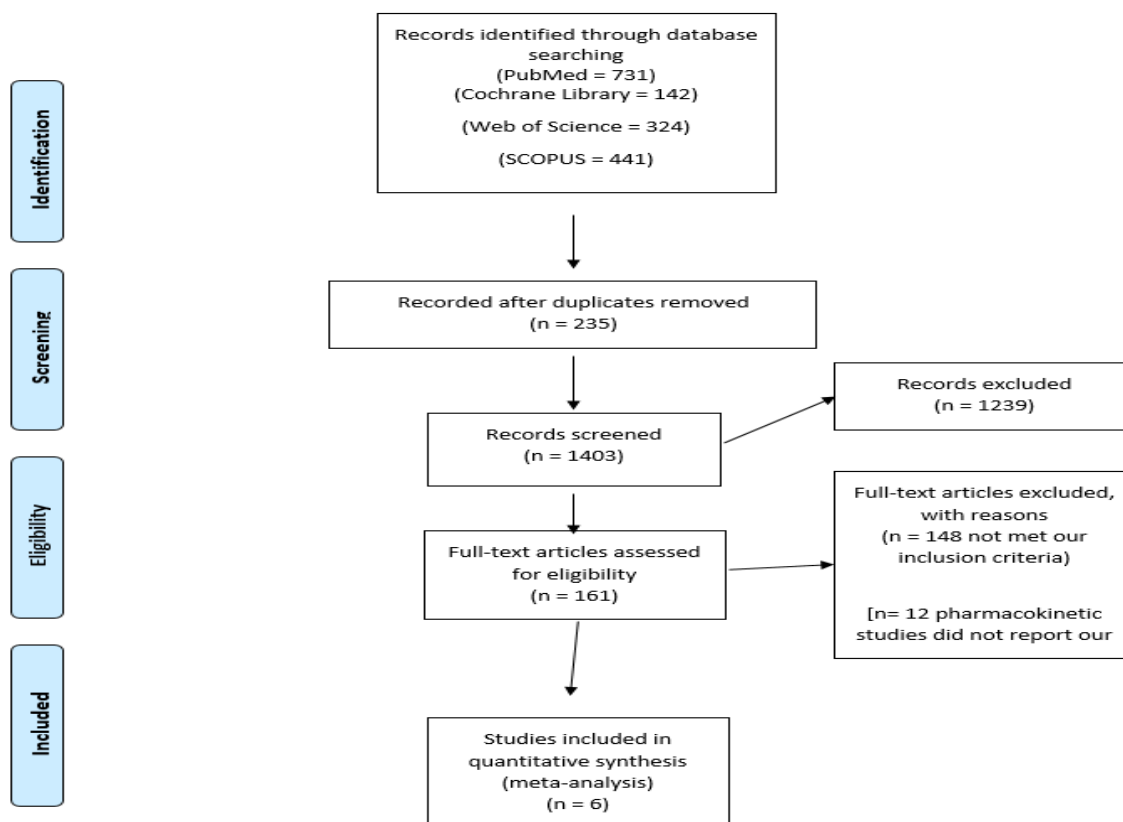 Records identified through database
searching
(PubMed = 731)
(Cochrane Library = 142)
(Web of Science = 324)
(SCOPUS = 441)
Identification
Recorded after duplicates removed
(n = 235)
Screening
Records excluded
(n = 1239)
Records screened
(n = 1403)
Full-text articles excluded,
with reasons
(n = 148 not met our
inclusion criteria)
[n= 12 pharmacokinetic
studies did not report our
Eligibility
Full-text articles assessed
for eligibility
(n = 161)
Included
Studies included in
quantitative synthesis
(meta-analysis)
(n = 6)